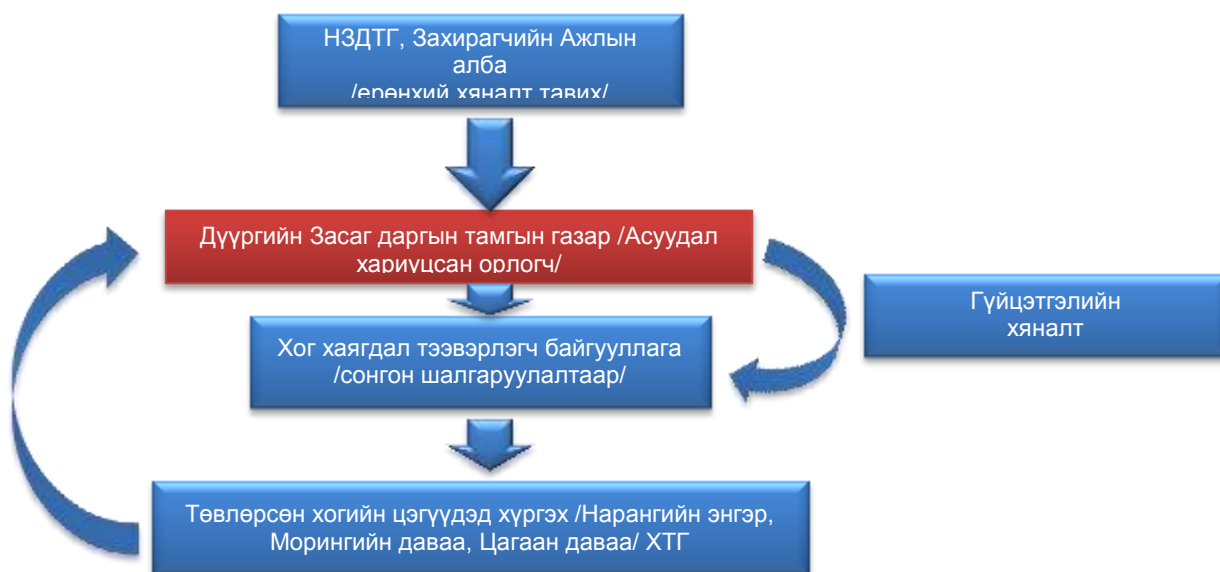 НЗДТГ, Захирагчийн Ажлын
алба
/ерөнхий хяналт тавих/
Дүүргийн Засаг даргын тамгын газар /Асуудал
хариуцсан орлогч/
Гүйцэтгэлийн
хяналт
Хог хаягдал тээвэрлэгч байгууллага
/сонгон шалгаруулалтаар/
Төвлөрсөн хогийн цэгүүдэд хүргэх /Нарангийн энгэр,
Морингийн даваа, Цагаан даваа/ ХТГ